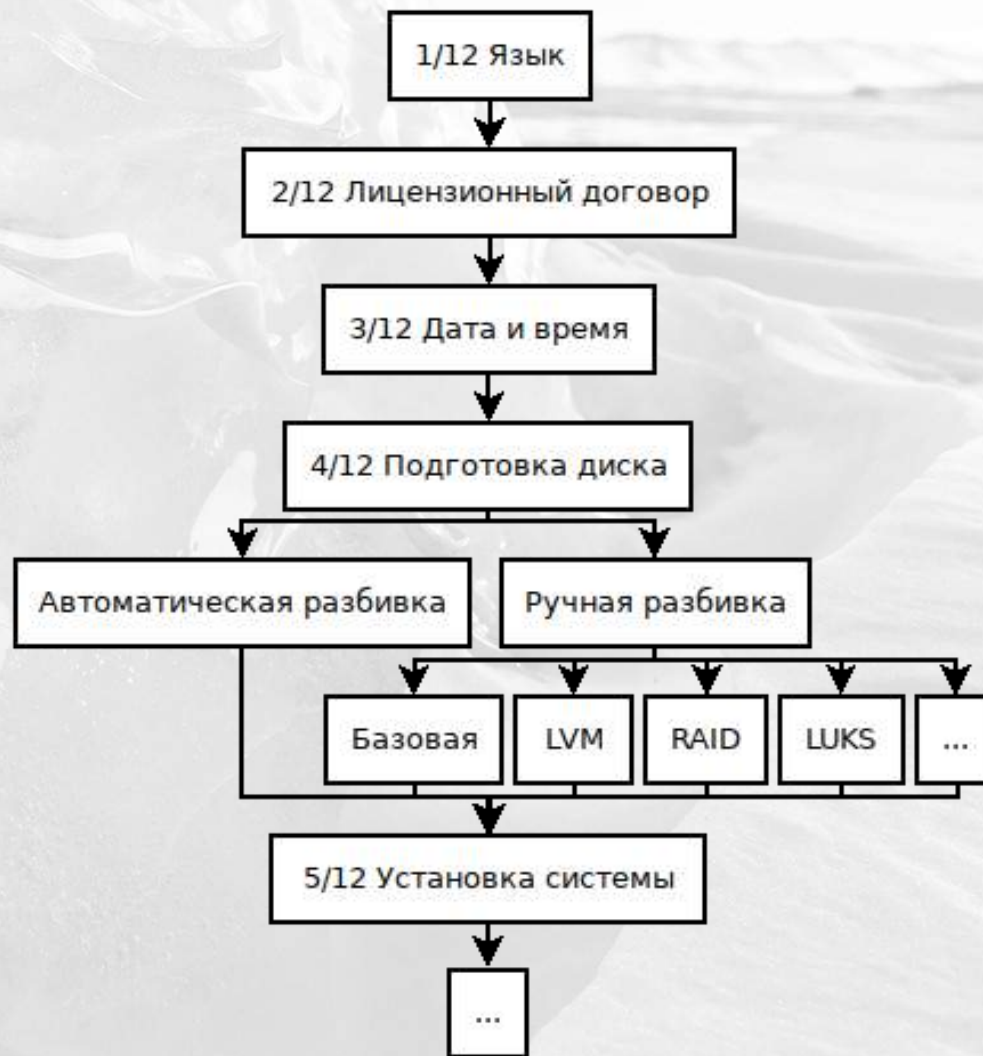 1/12 Язык
2/12 Лицензионный договор
3/12 Дата и время
4/12 Подготовка диска
Автоматическая разбивка
Ручная разбивка
Базовая
LVM
RAID
LUKS
...
5/12 Установка системы
...